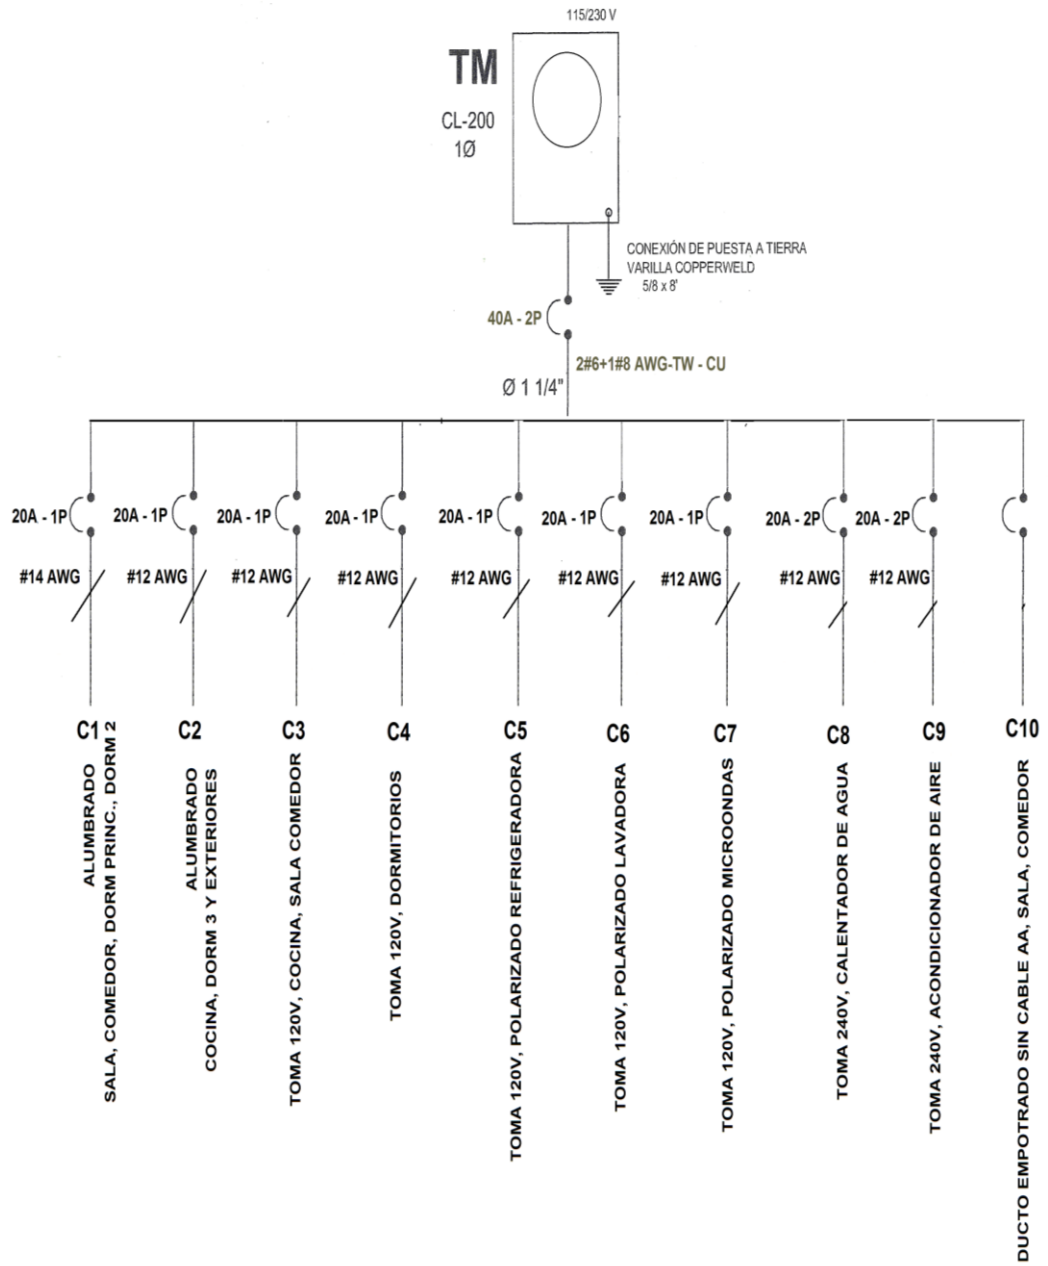 115/230 V
TM
CL-200
1Ø
CONEXIÓN DE PUESTA A TIERRA
VARILLA COPPERWELD
5/8 x 8'
40A - 2P
2#6+1#8 AWG-TW - CU
Ø 1 1/4"
20A - 1P
20A - 1P
20A - 1P
20A - 1P
20A - 1P
20A - 1P
20A - 1P
20A - 2P
20A - 2P
#14 AWG
#12 AWG
#12 AWG
#12 AWG
#12 AWG
#12 AWG
#12 AWG
#12 AWG
#12 AWG
C1
C2
C3
C4
C5
C6
C7
C8
C9
C10
ALUMBRADO
SALA, COMEDOR, DORM PRINC., DORM 2
ALUMBRADO
COCINA, DORM 3 Y EXTERIORES
TOMA 120V, COCINA, SALA COMEDOR
TOMA 120V, DORMITORIOS
TOMA 120V, POLARIZADO REFRIGERADORA
TOMA 120V, POLARIZADO LAVADORA
TOMA 120V, POLARIZADO MICROONDAS
TOMA 240V, CALENTADOR DE AGUA
TOMA 240V, ACONDICIONADOR DE AIRE
DUCTO EMPOTRADO SIN CABLE AA, SALA, COMEDOR